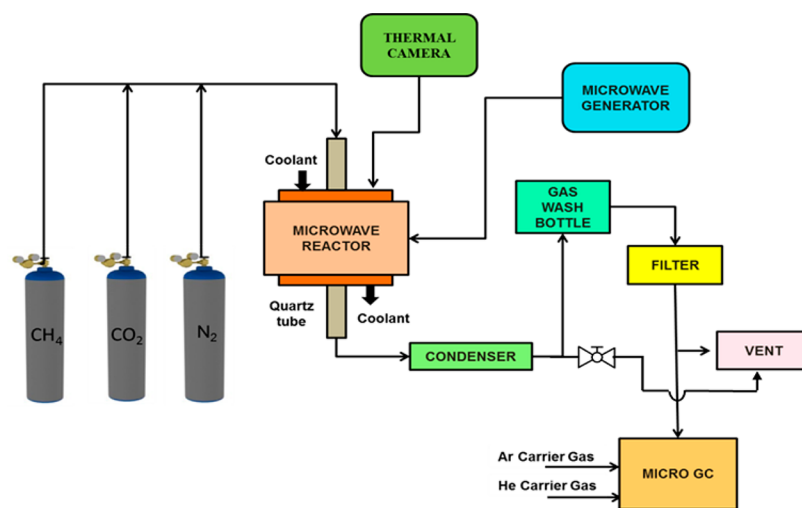 THERMAL
CAMERA
MICROWAVE
GENERATOR
Coolant
GAS
WASH
BOTTLE
MICROWAVE
REACTOR
FILTER
CH₄
CO₂
N₂
Quartz
tube
Coolant
CONDENSER
VENT
Ar Carrier Gas
He Carrier Gas
MICRO GC